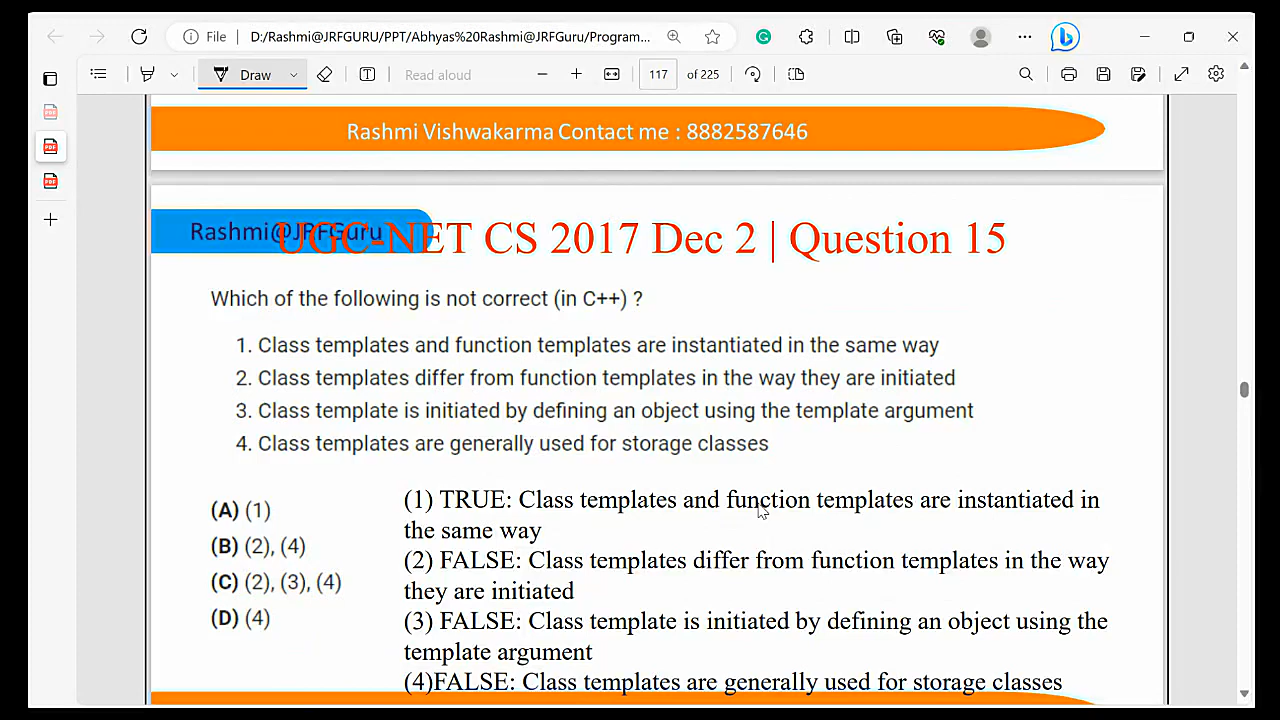 File
D:/Rashmi@JRFGURU/PPT/Abhyas%20Rashmi@JRFGuru/Program...
Draw
Read aloud
117
of 225
Rashmi Vishwakarma Contact me : 8882587646
Rashmi@JRFGuru
UGC-NET CS 2017 Dec 2 | Question 15
Which of the following is not correct (in C++) ?
1. Class templates and function templates are instantiated in the same way
2. Class templates differ from function templates in the way they are initiated
3. Class template is initiated by defining an object using the template argument
4. Class templates are generally used for storage classes
(A) (1)
(B) (2), (4)
(C) (2), (3), (4)
(D) (4)
(1) TRUE: Class templates and function templates are instantiated in
the same way
(2) FALSE: Class templates differ from function templates in the way
they are initiated
(3) FALSE: Class template is initiated by defining an object using the
template argument
(4)FALSE: Class templates are generally used for storage classes